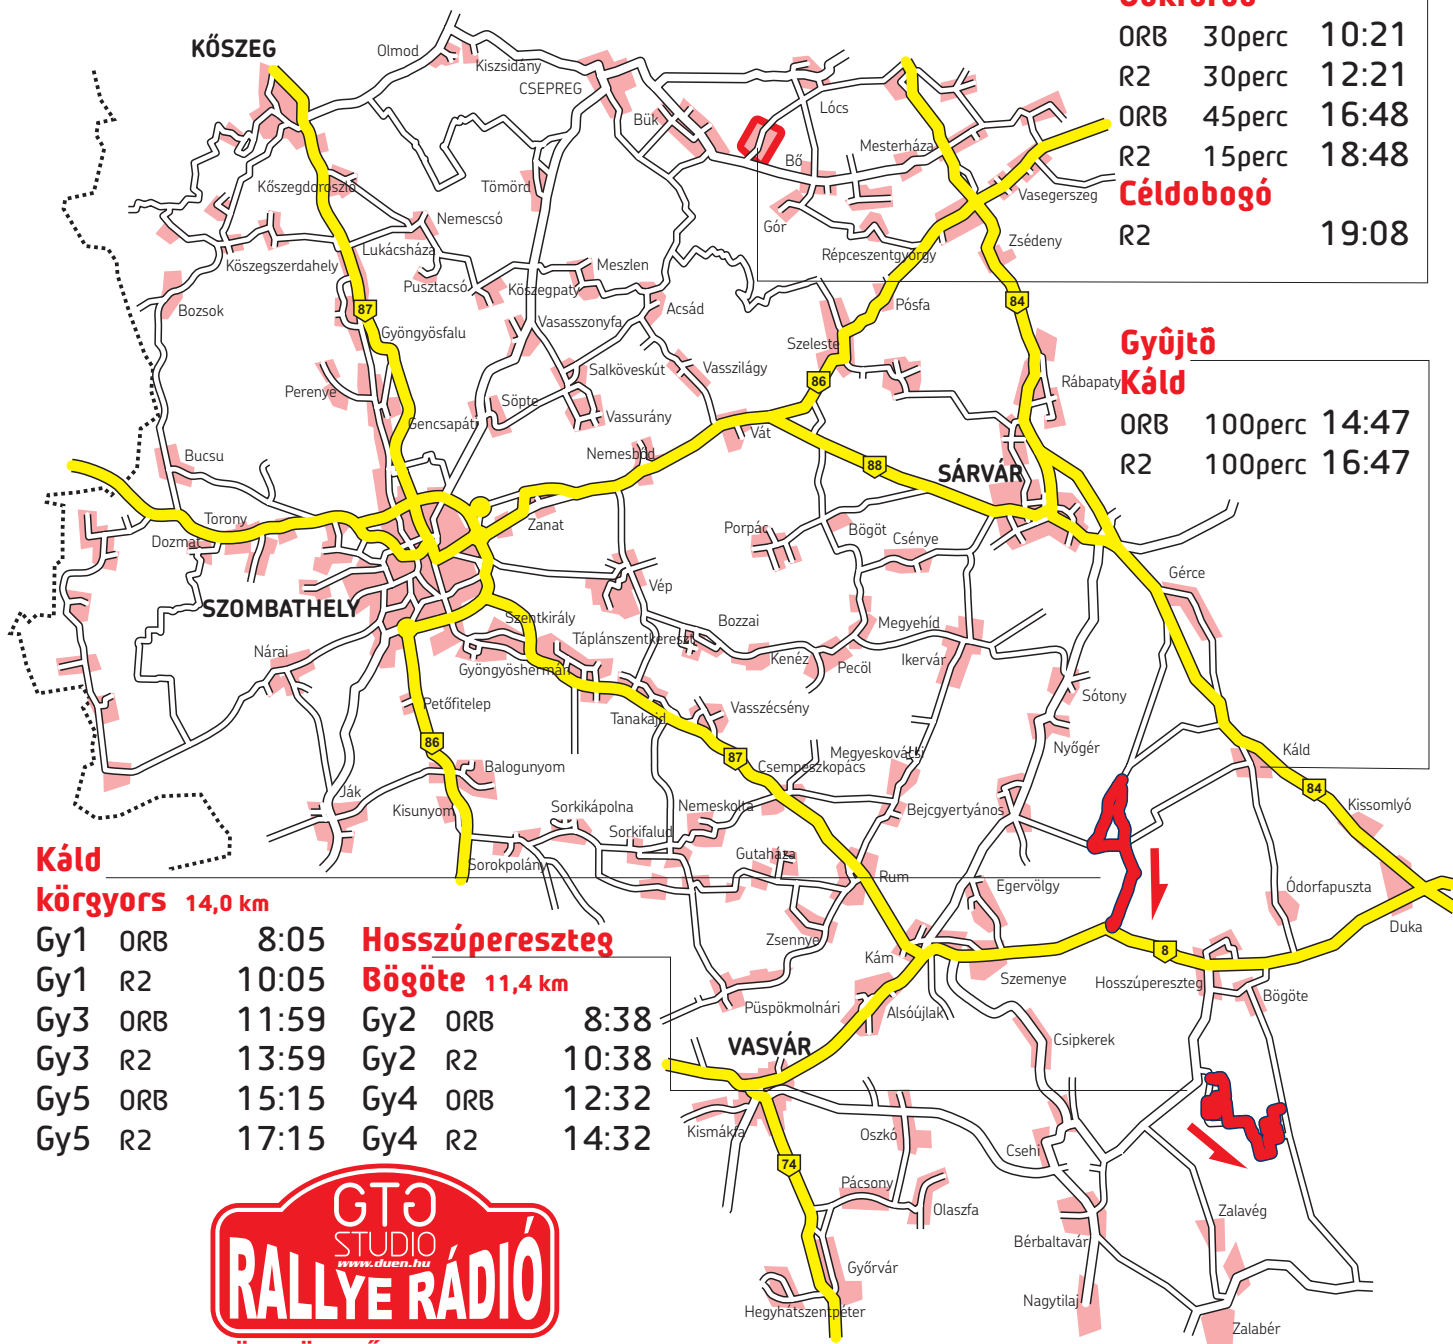 KŐSZEG
Olmod
Kiszsidány
CSEPREG
Bük
Lócs
Bő
Mesterháza
Vasegerszeg
Gór
Répceszentgyörgy
Zsédeny
Kőszegdoroszló
Tömörd
Nemescsó
Lukácsháza
Köszegszerdahely
Pusztacsó
Köszegpaty
Meszlen
Acsád
Bozsok
87
Gyöngyösfalu
Vasasszonyfa
Pósfa
84
Szeleste
Perenye
Salköveskút
Vasszilágy
86
Rábapaty
Söpte
Gencsapáti
Vassurány
Vát
Bucsu
Nemesbőd
88
SÁRVÁR
Torony
Dozmat
Zanat
Porpác
Bögöt
Csénye
Gérce
SZOMBATHELY
Vép
Szentkirály
Táplánszentkereszt
Bozzai
Megyehíd
Nárai
Gyöngyöshermán
Kenéz
Pecöl
Ikervár
Sótony
Petőfitelep
Tanakajd
Vasszécsény
86
87
Nyőgér
Káld
Megyeskovácsi
Csempeszkopács
Balogunyom
84
Ják
Kisunyom
Sorkikápolna
Nemeskolta
Bejcgyertyános
Kissomlyó
Sorkifalud
Sorokpolány
Gutaháza
Rum
Egervölgy
Ódorfapuszta
Duka
Zsennye
Kám
8
Szemenye
Hosszúpereszteg
Bögöte
Püspökmolnári
Alsóújlak
VASVÁR
Csipkerek
Kismákfa
Oszkó
Csehi
74
Pácsony
Olaszfa
Zalavég
Bérbaltavár
Győrvár
Hegyhátszentpéter
Nagytilaj
Zalabér
ORB 30perc 10:21
R2 30perc 12:21
ORB 45perc 16:48
R2 15perc 18:48
Céldobogó
R2 19:08
Gyûjtõ
Káld
ORB 100perc 14:47
R2 100perc 16:47
Káld
körgyors 14,0 km
Gy1 ORB 8:05
Gy1 R2 10:05
Gy3 ORB 11:59
Gy3 R2 13:59
Gy5 ORB 15:15
Gy5 R2 17:15
Hosszúpereszteg
Bögöte 11,4 km
Gy2 ORB 8:38
Gy2 R2 10:38
Gy4 ORB 12:32
Gy4 R2 14:32
GTG
STUDIO
www.duen.hu
RALLYE RÁDIÓ